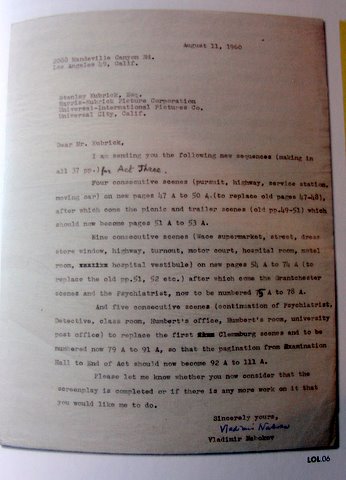 August 11, 1960
2000 Mandeville Canyon Rd.
Los Angeles 49, Calif.
Stanley Kubrick, Esq.
Harris-Kubrick Picture Corporation
Universal-International Pictures Co.
Universal City, Calif.
Dear Mr. Kubrick,
I am sending you the following new sequences (making in
all 37 pp.) for Act Three.
Four consecutive scenes (pursuit, highway, service station,
moving car) on new pages 47 A to 50 A (to replace old pages 47-48),
after which come the picnic and trailer scenes (old pp.49-51) which
should now become pages 51 A to 53 A.
Nine consecutive scenes (Wace supermarket, street, dress
store window, highway, turnout, motor court, hospital room, motel
room, hospital vestibule) on new pages 54 A to 74 A (to
replace the old pp.51, 52 etc.) after which come the Grantchester
scenes and the Psychiatrist, now to be numbered 75 A to 78 A.
And five consecutive scenes (continuation of Psychiatrist,
Detective, class room, Humbert's office, Humbert's room, university
post office) to replace the first Clemmburg scenes and to be
numbered now 79 A to 91 A, so that the pagination from Examination
Hall to End of Act should now become 92 A to 111 A.
Please let me know whether you now consider that the
screenplay is completed or if there is any more work on it that
you would like me to do.
Sincerely yours,
Vladimir Nabokov
Vladimir Nabokov
LOL.06